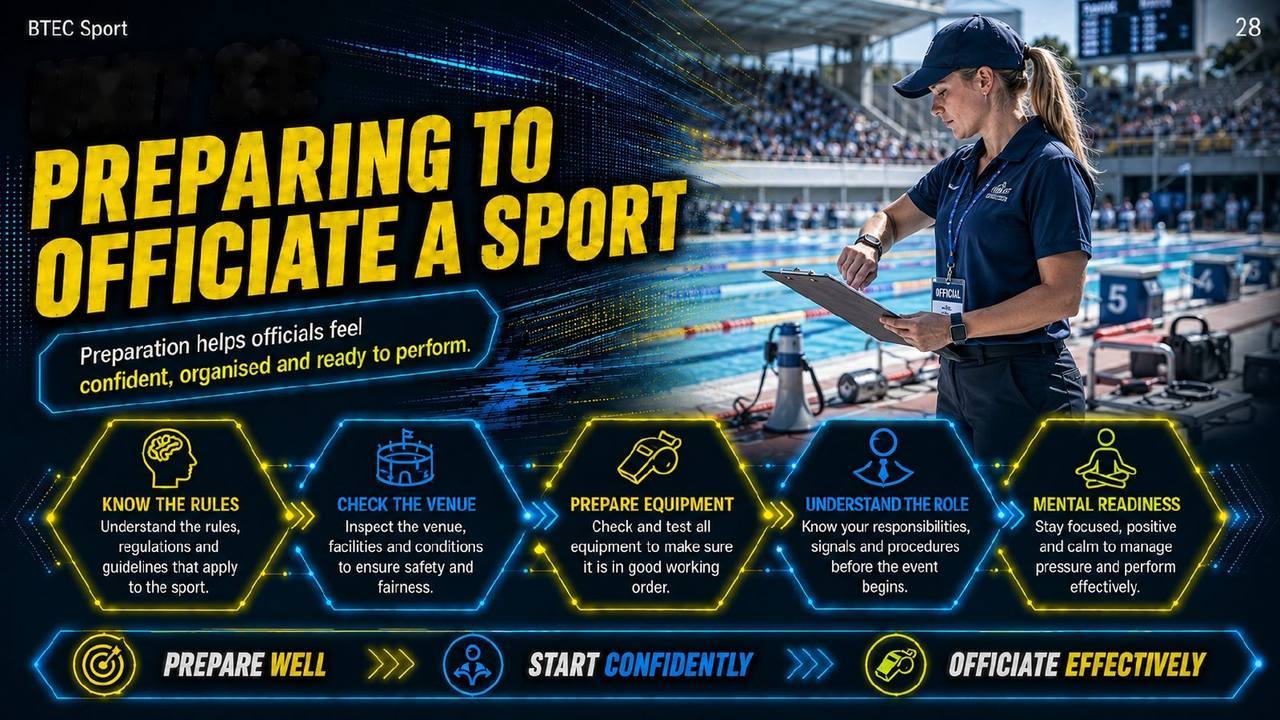 BTEC Sport
28
PREPARING TO
OFFICIATE A SPORT
Preparation helps officials feel
confident, organised and ready to perform.
OFFICIAL
5
4
KNOW THE RULES
Understand the rules,
regulations and
guidelines that apply
to the sport.
CHECK THE VENUE
Inspect the venue,
facilities and conditions
to ensure safety and
fairness.
PREPARE EQUIPMENT
Check and test all
equipment to make sure
it is in good working
order.
UNDERSTAND THE ROLE
Know your responsibilities,
signals and procedures
before the event
begins.
MENTAL READINESS
Stay focused, positive
and calm to manage
pressure and perform
effectively.
PREPARE WELL
START CONFIDENTLY
OFFICIATE EFFECTIVELY